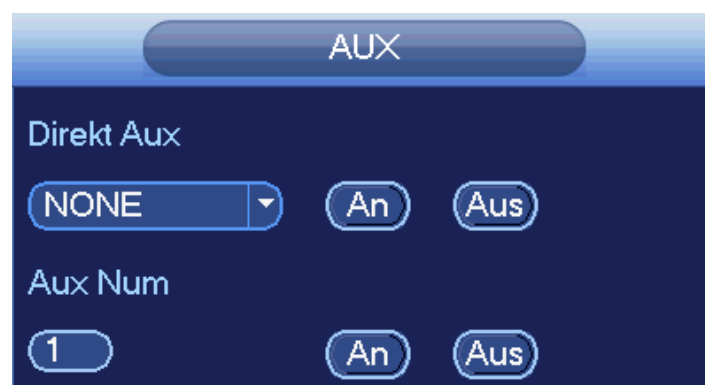 AUX
Direkt Aux
NONE An Aus
Aux Num
1 An Aus